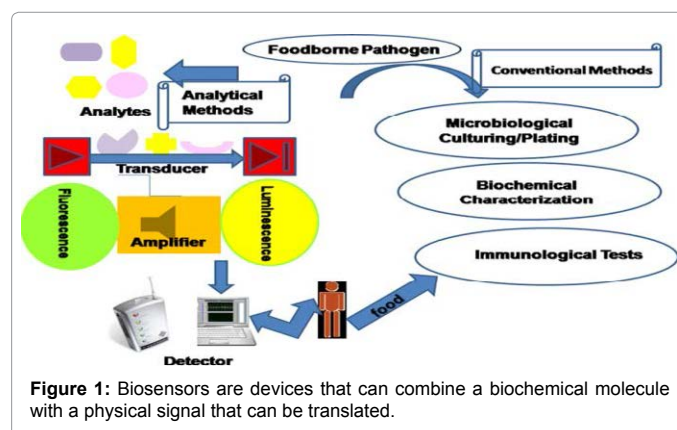 Foodborne Pathogen
Conventional Methods
Analytical
Methods
Analytes
Microbiological
Culturing/Plating
Transducer
Biochemical
Characterization
Fluorescence
Luminescence
Amplifier
Immunological Tests
food
Detector
Figure 1: Biosensors are devices that can combine a biochemical molecule
with a physical signal that can be translated.